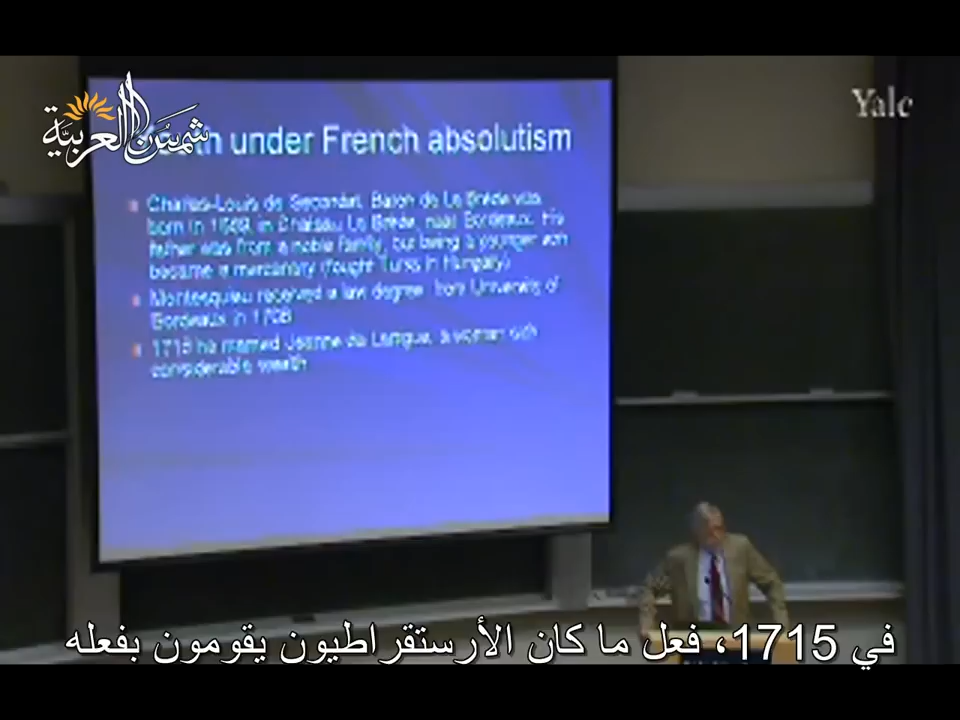 شمس العربية
Yale
Youth under French absolutism
Charles-Louis de Secondat, Baron de La Brède was
born in 1689 in Chateau La Brède, near Bordeaux. His
father was from a noble family, but being a younger son
became a mercenary (fought Turks in Hungary)
Montesquieu received a law degree from University of
Bordeaux in 1708
1715 he married Jeanne de Lartigue, a woman with
considerable wealth
في 1715، فعل ما كان الأرستقراطيون يقومون بفعله